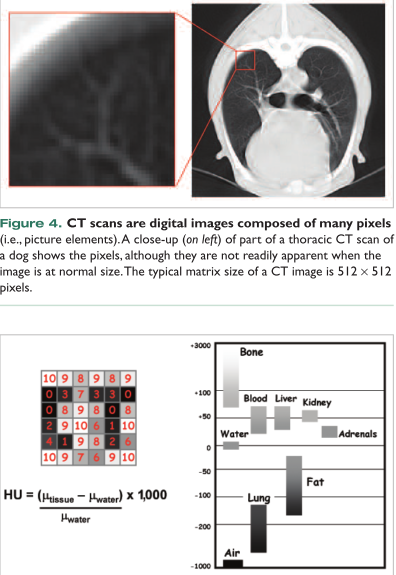 Figure 4. CT scans are digital images composed of many pixels
(i.e., picture elements). A close-up (on left) of part of a thoracic CT scan of
a dog shows the pixels, although they are not readily apparent when the
image is at normal size. The typical matrix size of a CT image is 512 × 512
pixels.
10 9 8 9 8 9
0 3 7 3 3 0
0 8 9 8 0 8
2 9 10 6 1 10
4 1 9 8 2 6
10 9 7 6 9 10
HU = (μtissue – μwater) x 1,000
μwater
+3000
Bone
+100
Blood
Liver
Kidney
+50
Water
Adrenals
0
-50
Fat
-100
Lung
-200
Air
-1000